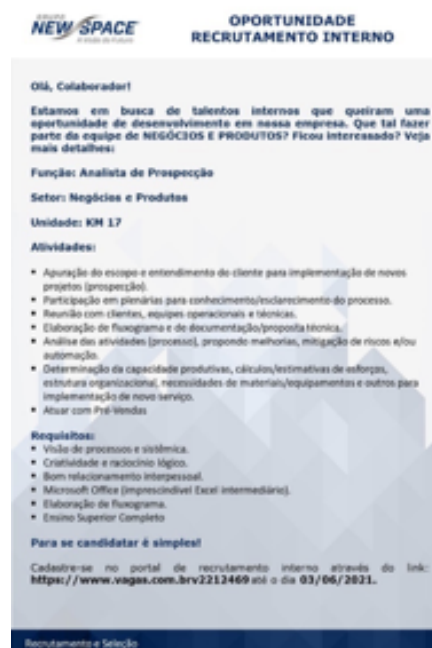 GRUPO
NEW SPACE
OPORTUNIDADE
RECRUTAMENTO INTERNO
Olá, Colaborador!
Estamos em busca de talentos internos que queiram uma
oportunidade de desenvolvimento em nossa empresa. Que tal fazer
parte da equipe de NEGÓCIOS E PRODUTOS? Ficou interessado? Veja
mais detalhes:
Função: Analista de Prospecção
Setor: Negócios e Produtos
Unidade: KM 17
Atividades:
▪ Apuração do escopo e entendimento do cliente para implementação de novos
projetos (prospecção).
▪ Participação em plenárias para conhecimento/esclarecimento do processo.
▪ Reunião com clientes, equipes operacionais e técnicas.
▪ Elaboração de fluxograma e de documentação/proposta técnica.
▪ Análise das atividades (processo), propondo melhorias, mitigação de riscos e/ou
automação.
▪ Determinação da capacidade produtivas, cálculos/estimativas de esforços,
estrutura organizacional, necessidades de materiais/equipamentos e outros para
implementação de novo serviço.
▪ Atuar com Pré-Vendas
Requisitos:
▪ Visão de processos e sistêmica.
▪ Criatividade e raciocínio lógico.
▪ Bom relacionamento interpessoal.
▪ Microsoft Office (imprescindível Excel intermediário).
▪ Elaboração de fluxograma.
▪ Ensino Superior Completo
Para se candidatar é simples!
Cadastre-se no portal de recrutamento interno através do link:
https://www.vagas.com.brv2212469 até o dia 03/06/2021.
Recrutamento e Seleção